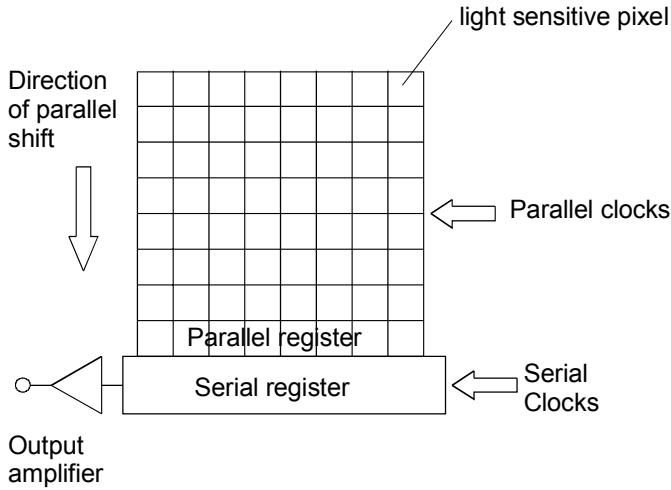 light sensitive pixel
Direction
of parallel
shift
Parallel clocks
Parallel register
Serial register
Serial
Clocks
Output
amplifier